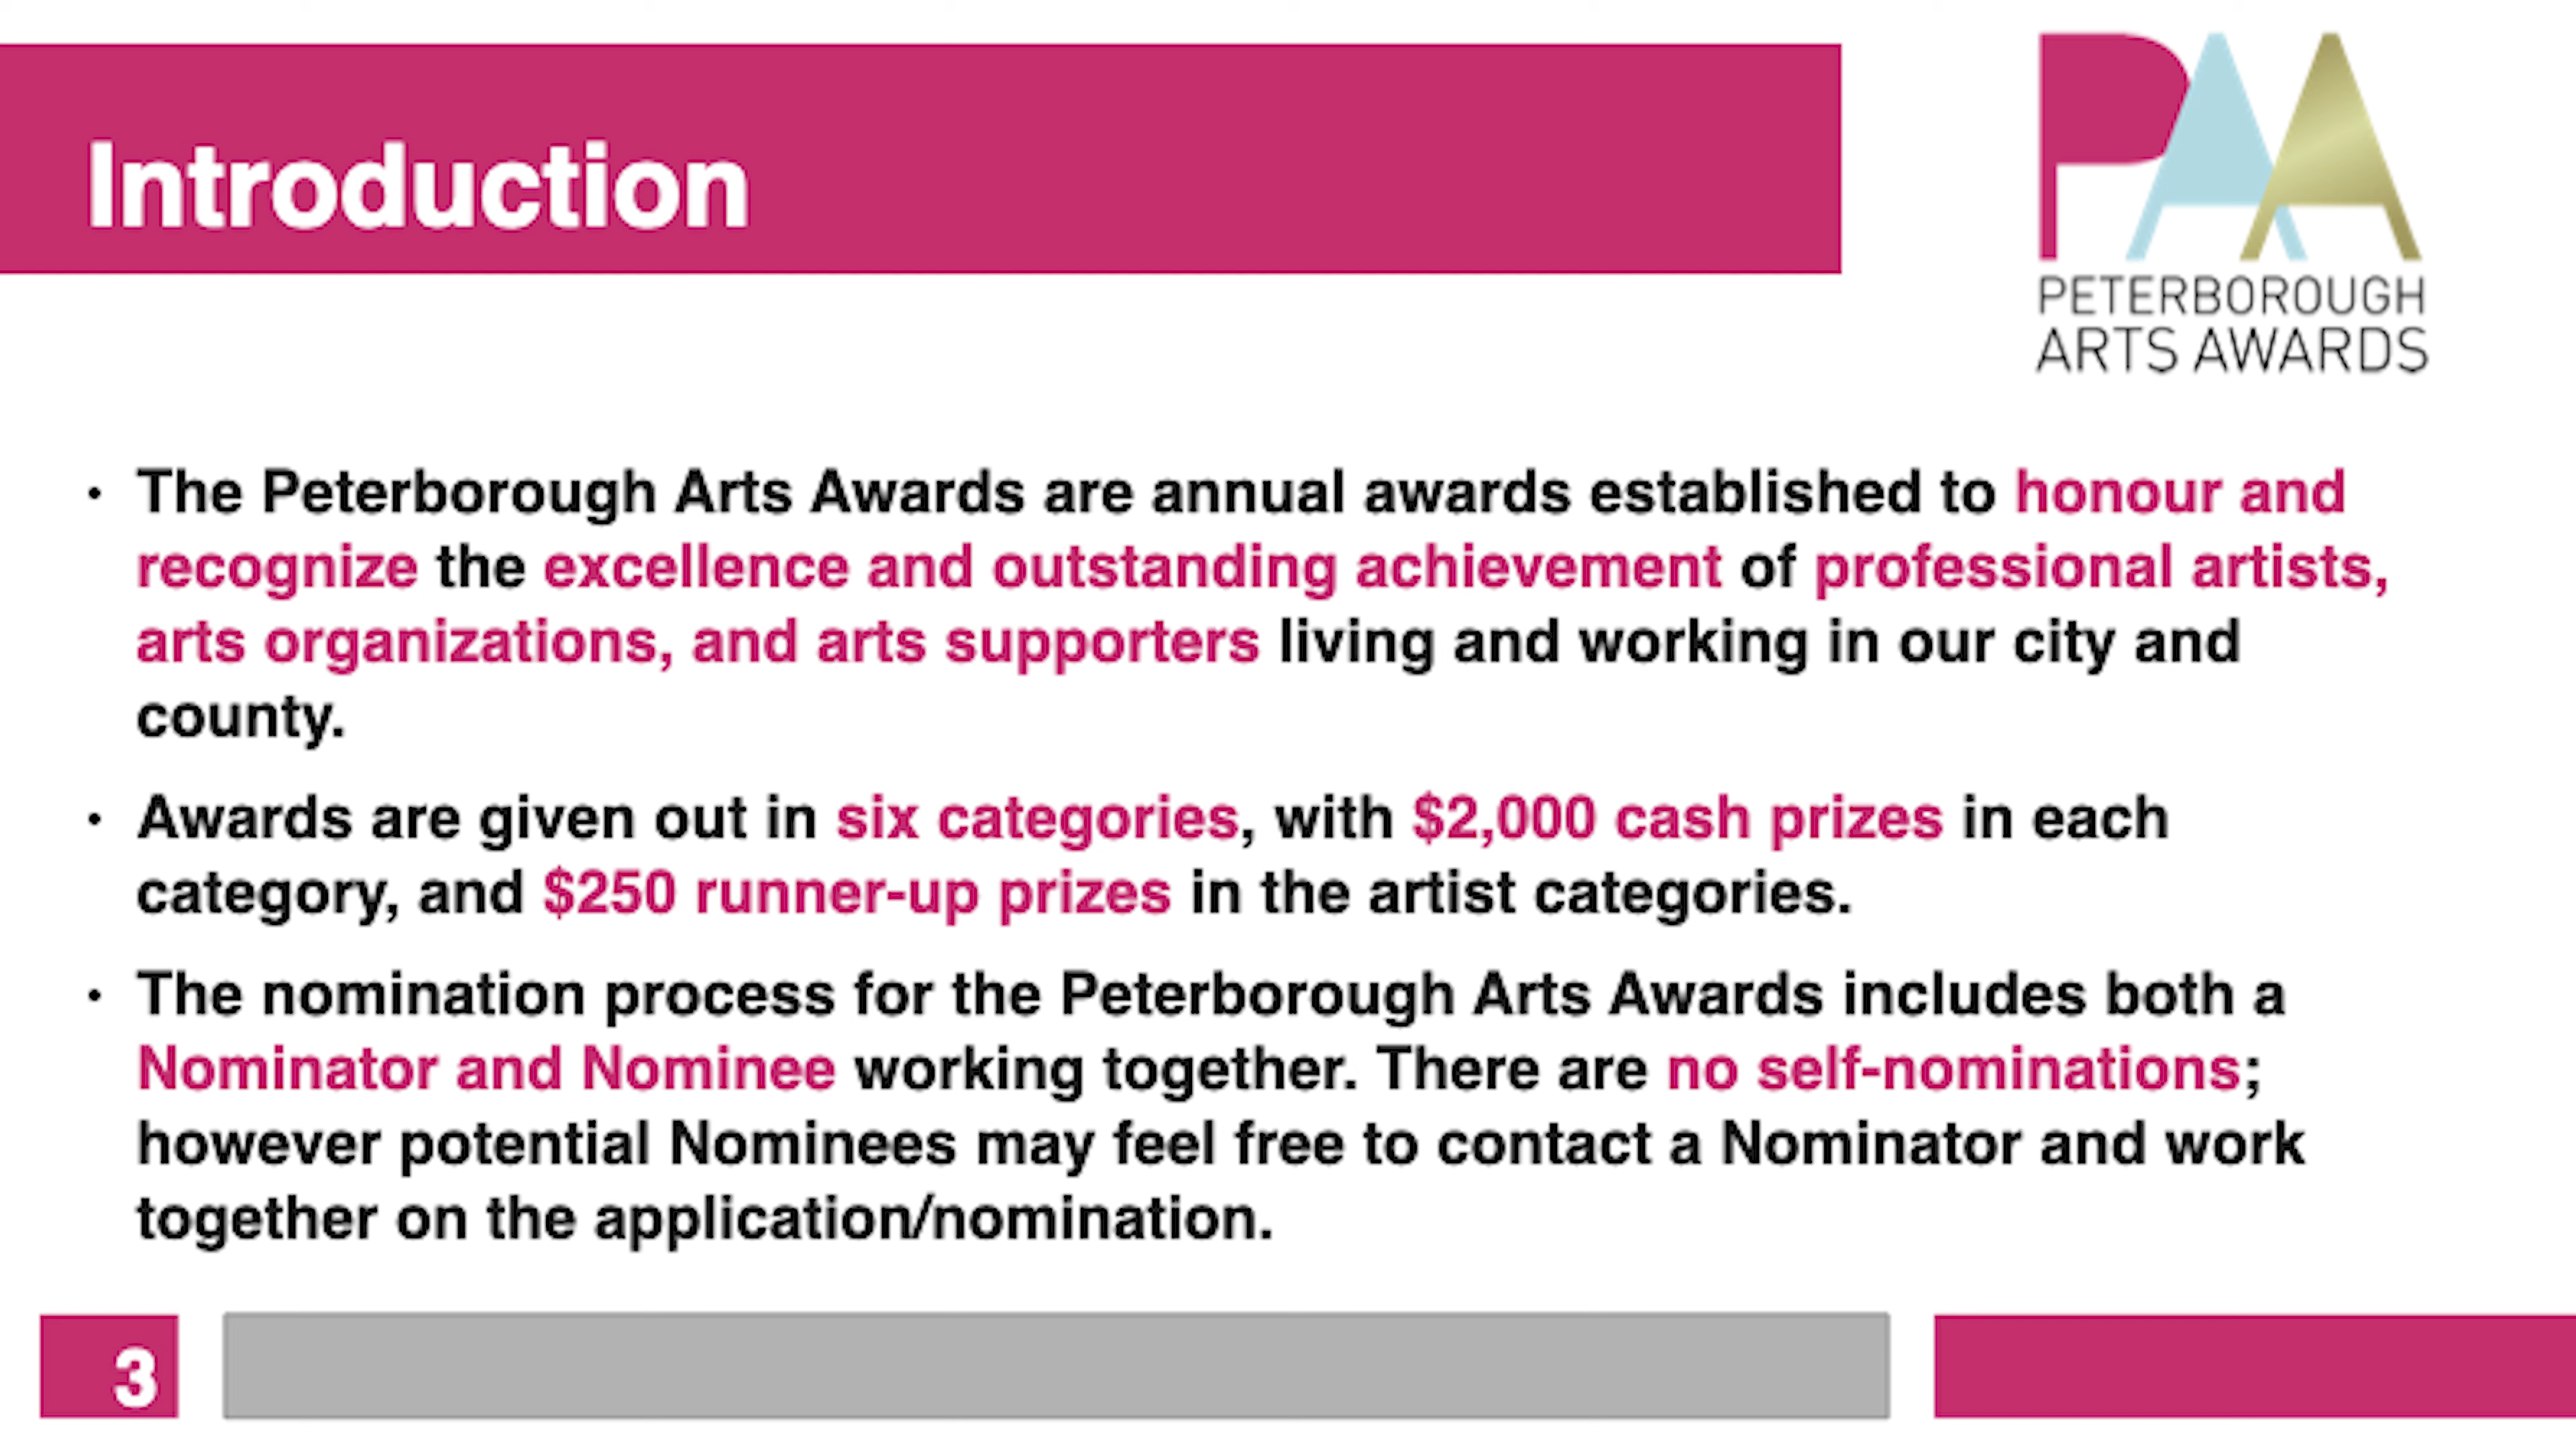 Introduction
PAA
PETERBOROUGH
ARTS AWARDS
• The Peterborough Arts Awards are annual awards established to honour and
recognize the excellence and outstanding achievement of professional artists,
arts organizations, and arts supporters living and working in our city and
county.
• Awards are given out in six categories, with $2,000 cash prizes in each
category, and $250 runner-up prizes in the artist categories.
• The nomination process for the Peterborough Arts Awards includes both a
Nominator and Nominee working together. There are no self-nominations;
however potential Nominees may feel free to contact a Nominator and work
together on the application/nomination.
3